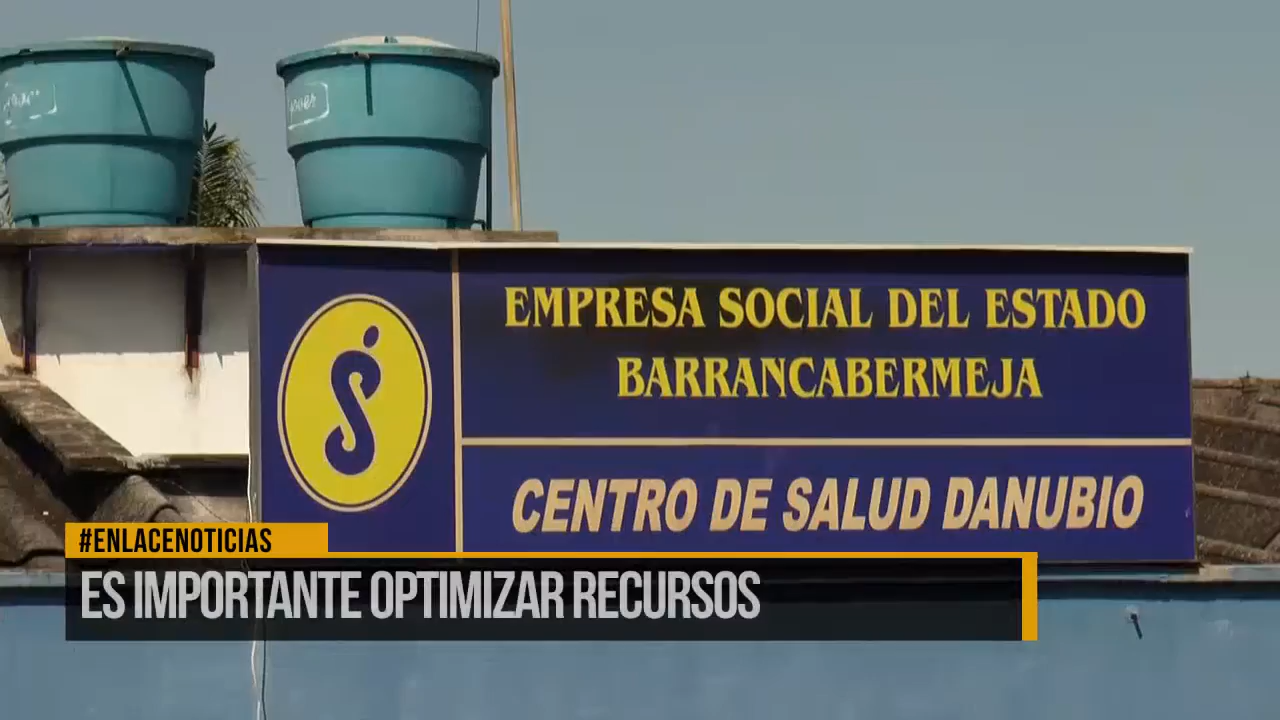 EMPRESA SOCIAL DEL ESTADO
BARRANCABERMEJA
CENTRO DE SALUD DANUBIO
#ENLACENOTICIAS
ES IMPORTANTE OPTIMIZAR RECURSOS